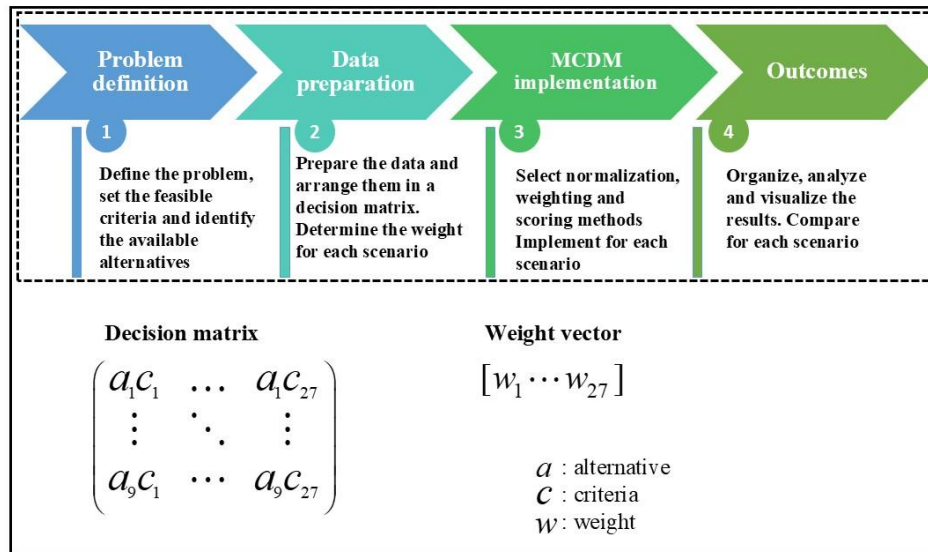 Problem
definition
Data
preparation
MCDM
implementation
Outcomes
1
2
3
4
Define the problem,
set the feasible
criteria and identify
the available
alternatives
Prepare the data and
arrange them in a
decision matrix.
Determine the weight
for each scenario
Select normalization,
weighting and
scoring methods
Implement for each
scenario
Organize, analyze
and visualize the
results. Compare
for each scenario
Decision matrix
a₁c₁ … a₁c₂₇
⋮ ⋱ ⋮
a₉c₁ ⋯ a₉c₂₇
Weight vector
[w₁ ⋯ w₂₇]
a : alternative
c : criteria
w : weight